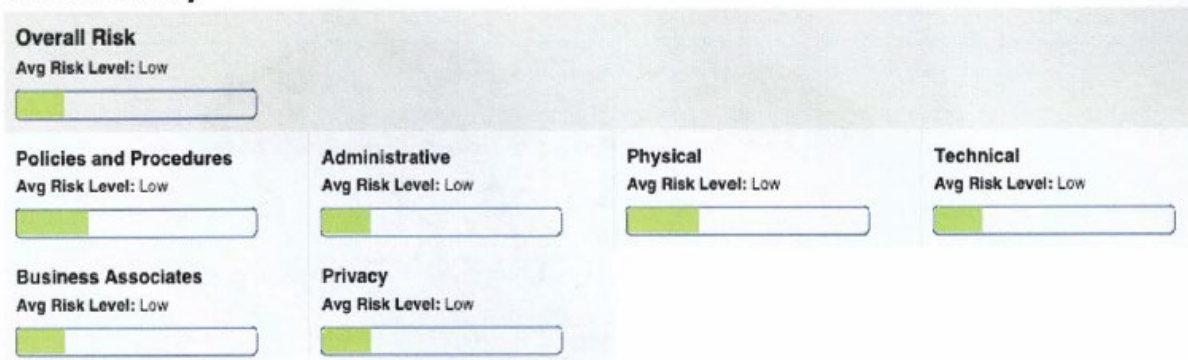 Overall Risk
Avg Risk Level: Low
Policies and Procedures
Avg Risk Level: Low
Administrative
Avg Risk Level: Low
Physical
Avg Risk Level: Low
Technical
Avg Risk Level: Low
Business Associates
Avg Risk Level: Low
Privacy
Avg Risk Level: Low